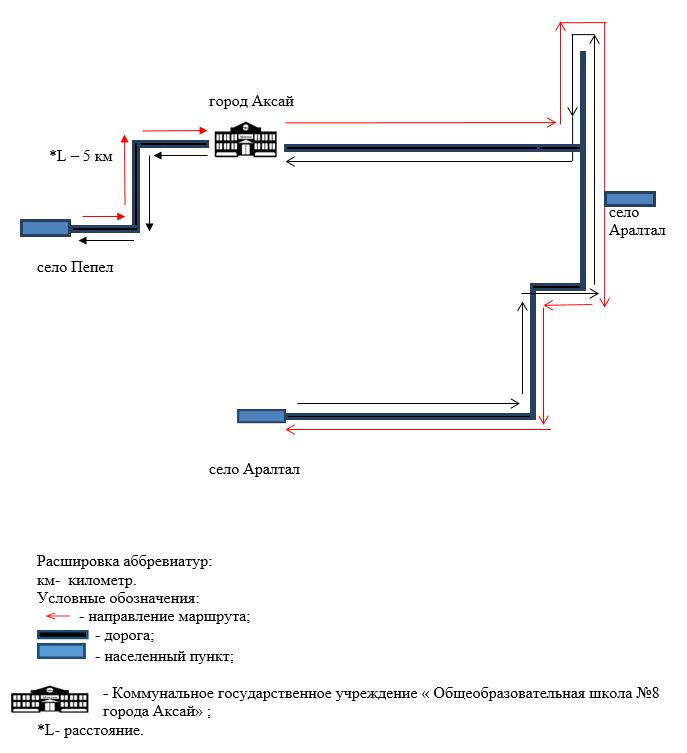 город Аксай
*L – 5 км
село
Аралтал
село Пепел
село Аралтал
Расшировка аббревиатур:
км- километр.
Условные обозначения:
- направление маршрута;
- дорога;
- населенный пункт;
- Коммунальное государственное учреждение « Общеобразовательная школа №8
города Аксай» ;
*L- расстояние.